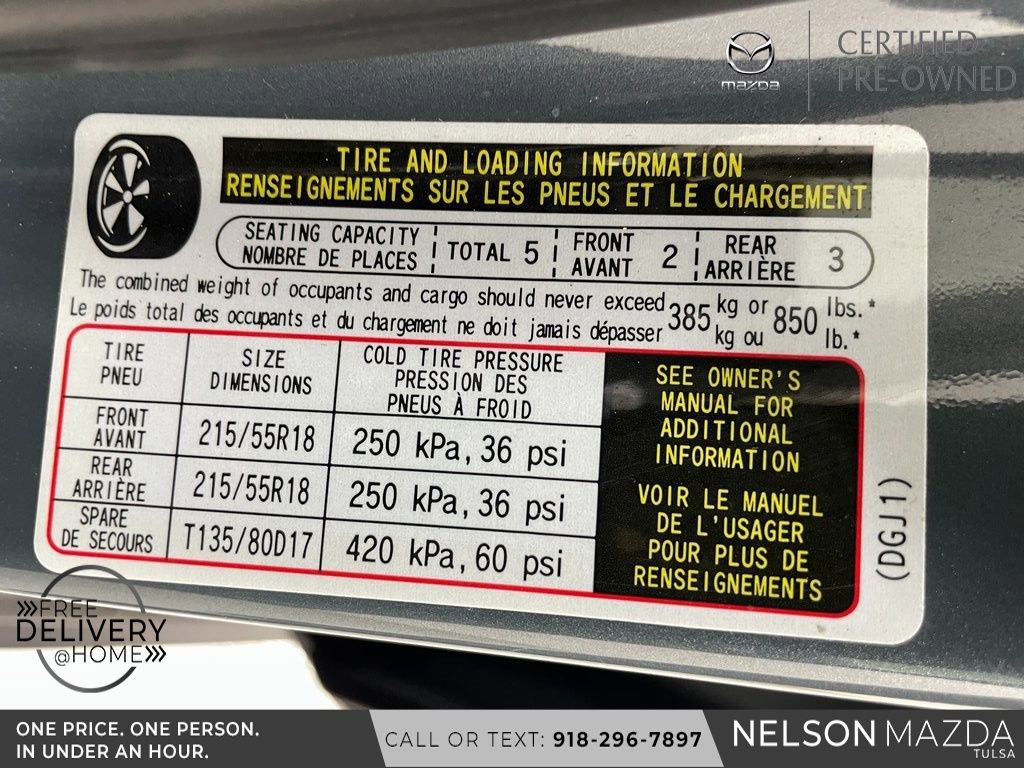 mazda
CERTIFIED
PRE-OWNED
TIRE AND LOADING INFORMATION
RENSEIGNEMENTS SUR LES PNEUS ET LE CHARGEMENT
SEATING CAPACITY
NOMBRE DE PLACES
TOTAL 5
FRONT
AVANT
2
REAR
ARRIÈRE
3
The combined weight of occupants and cargo should never exceed 385 kg or 850 lbs.*
Le poids total des occupants et du chargement ne doit jamais dépasser kg ou lb.*
TIRE
PNEU
SIZE
DIMENSIONS
COLD TIRE PRESSURE
PRESSION DES
PNEUS À FROID
FRONT
AVANT
215/55R18
250 kPa, 36 psi
REAR
ARRIÈRE
215/55R18
250 kPa, 36 psi
SPARE
DE SECOURS
T135/80D17
420 kPa, 60 psi
SEE OWNER'S
MANUAL FOR
ADDITIONAL
INFORMATION
VOIR LE MANUEL
DE L'USAGER
POUR PLUS DE
RENSEIGNEMENTS
(DGJ1)
»»FREE
DELIVERY
@HOME»»
ONE PRICE. ONE PERSON.
IN UNDER AN HOUR.
CALL OR TEXT: 918-296-7897
NELSON MAZDA
TULSA